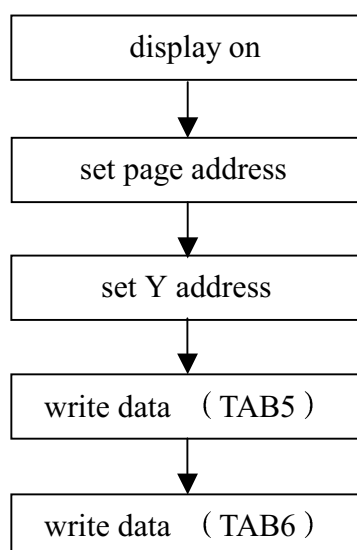 display on
set page address
set Y address
write data （TAB5）
write data （TAB6）